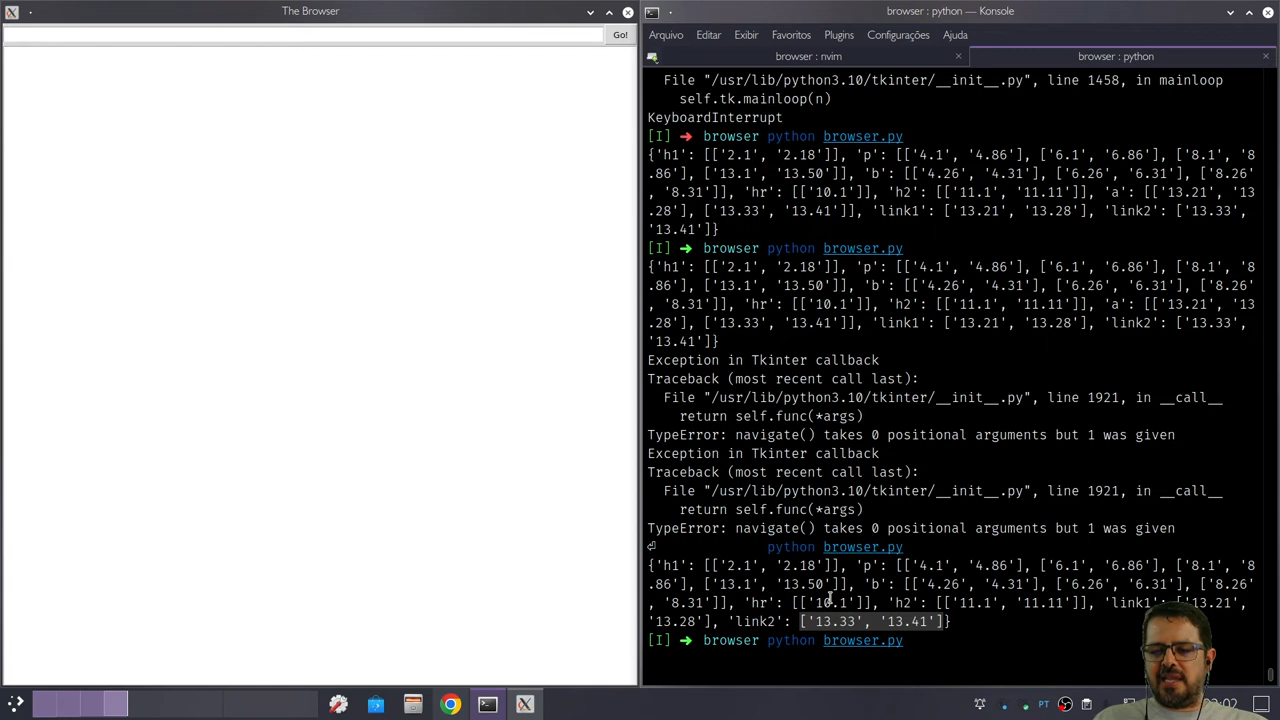 The Browser
Go!
browser : python — Konsole
Arquivo Editar Exibir Favoritos Plugins Configurações Ajuda
browser : nvim
browser : python
File "/usr/lib/python3.10/tkinter/__init__.py", line 1458, in mainloop
self.tk.mainloop(n)
KeyboardInterrupt
[I] ➜ browser python browser.py
{'h1': [['2.1', '2.18']], 'p': [['4.1', '4.86'], ['6.1', '6.86'], ['8.1', '8
.86'], ['13.1', '13.50']], 'b': [['4.26', '4.31'], ['6.26', '6.31'], ['8.26'
, '8.31']], 'hr': [['10.1']], 'h2': [['11.1', '11.11']], 'a': [['13.21', '13
.28'], ['13.33', '13.41']], 'link1': ['13.21', '13.28'], 'link2': ['13.33',
'13.41']}
[I] ➜ browser python browser.py
{'h1': [['2.1', '2.18']], 'p': [['4.1', '4.86'], ['6.1', '6.86'], ['8.1', '8
.86'], ['13.1', '13.50']], 'b': [['4.26', '4.31'], ['6.26', '6.31'], ['8.26'
, '8.31']], 'hr': [['10.1']], 'h2': [['11.1', '11.11']], 'a': [['13.21', '13
.28'], ['13.33', '13.41']], 'link1': ['13.21', '13.28'], 'link2': ['13.33',
'13.41']}
Exception in Tkinter callback
Traceback (most recent call last):
File "/usr/lib/python3.10/tkinter/__init__.py", line 1921, in __call__
return self.func(*args)
TypeError: navigate() takes 0 positional arguments but 1 was given
Exception in Tkinter callback
Traceback (most recent call last):
File "/usr/lib/python3.10/tkinter/__init__.py", line 1921, in __call__
return self.func(*args)
TypeError: navigate() takes 0 positional arguments but 1 was given
⏎ python browser.py
{'h1': [['2.1', '2.18']], 'p': [['4.1', '4.86'], ['6.1', '6.86'], ['8.1', '8
.86'], ['13.1', '13.50']], 'b': [['4.26', '4.31'], ['6.26', '6.31'], ['8.26'
, '8.31']], 'hr': [['10.1']], 'h2': [['11.1', '11.11']], 'link1': ['13.21',
'13.28'], 'link2': ['13.33', '13.41']}
[I] ➜ browser python browser.py
PT